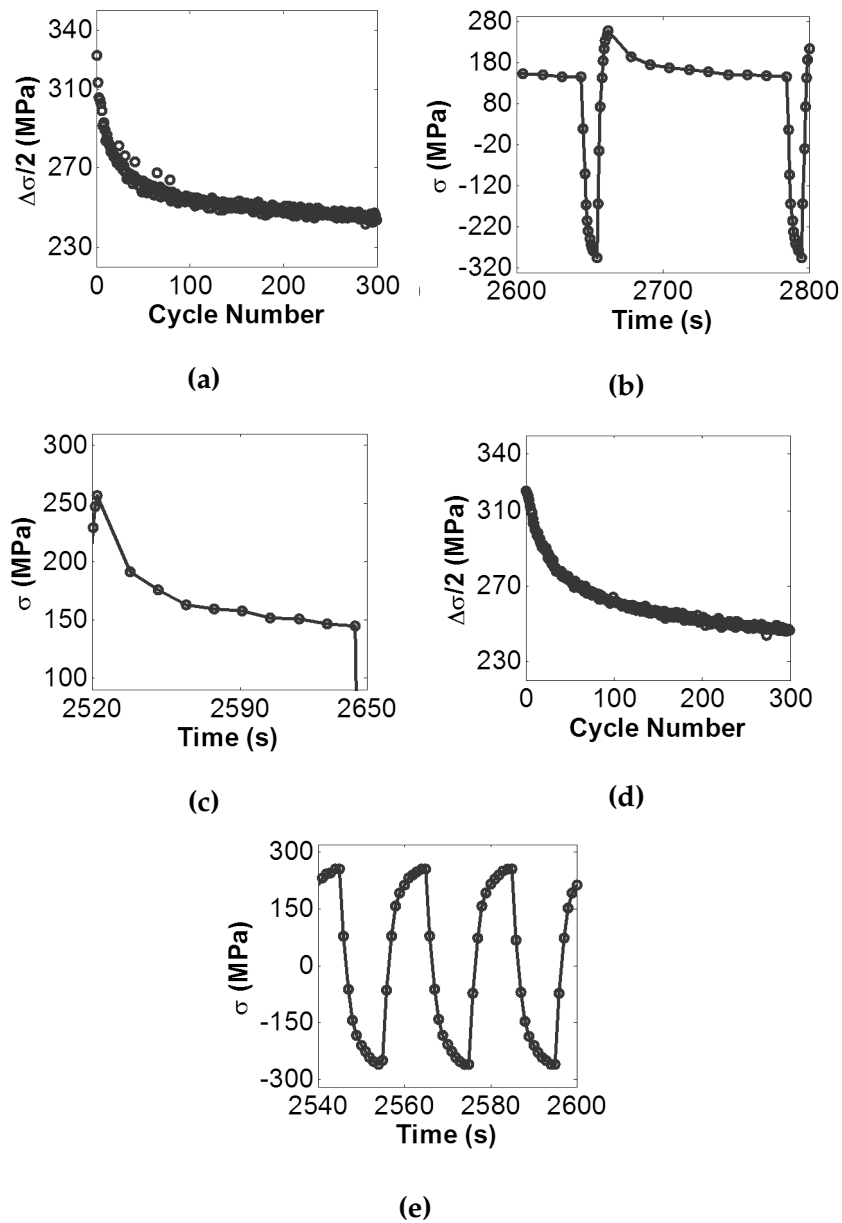 340
310
270
230
Δσ/2 (MPa)
0
100
200
300
Cycle Number
(a)
280
180
80
-20
-120
-220
-320
σ (MPa)
2600
2700
2800
Time (s)
(b)
300
250
200
150
100
σ (MPa)
2520
2590
2650
Time (s)
(c)
340
310
270
230
Δσ/2 (MPa)
0
100
200
300
Cycle Number
(d)
300
150
0
-150
-300
σ (MPa)
2540
2560
2580
2600
Time (s)
(e)